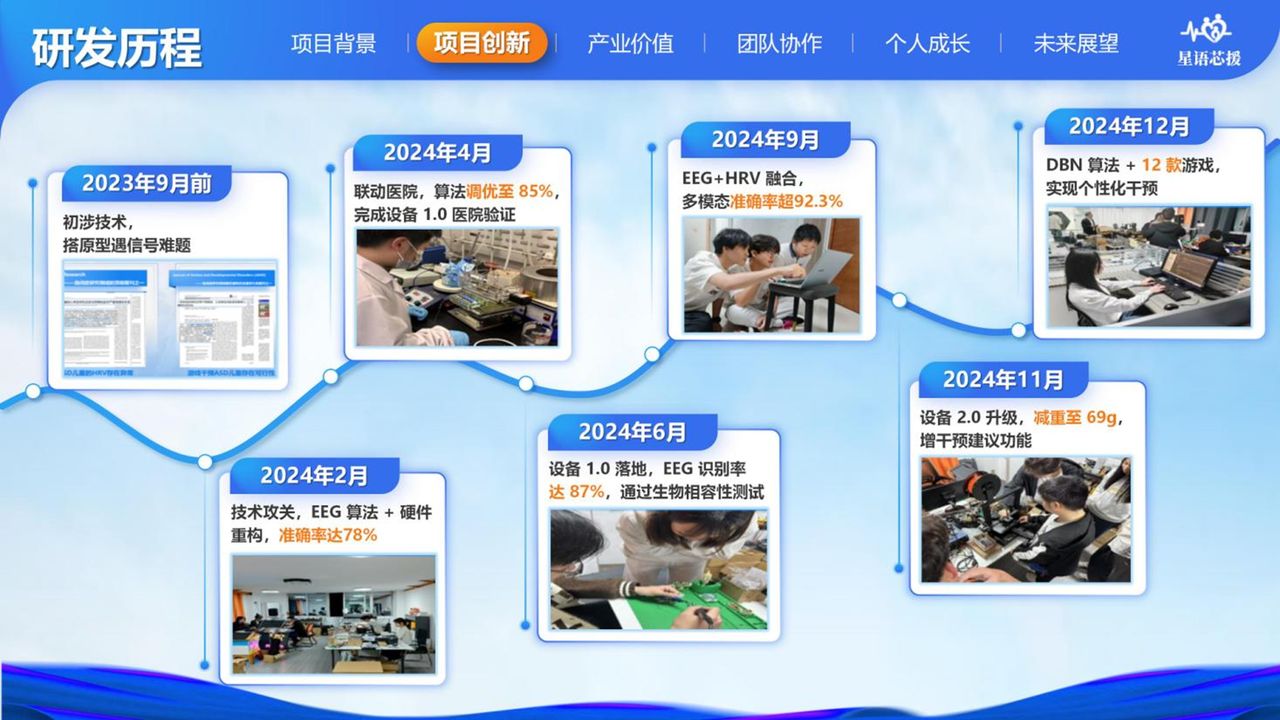 研发历程
项目背景
项目创新
产业价值
团队协作
个人成长
未来展望
星语芯援
2023年9月前
初涉技术，
搭原型遇信号难题
2024年2月
技术攻关，EEG 算法 + 硬件
重构，准确率达78%
2024年4月
联动医院，算法调优至 85%，
完成设备 1.0 医院验证
2024年6月
设备 1.0 落地，EEG 识别率
达 87%，通过生物相容性测试
2024年9月
EEG+HRV 融合，
多模态准确率超92.3%
2024年11月
设备 2.0 升级，减重至 69g，
增干预建议功能
2024年12月
DBN 算法 + 12 款游戏，
实现个性化干预